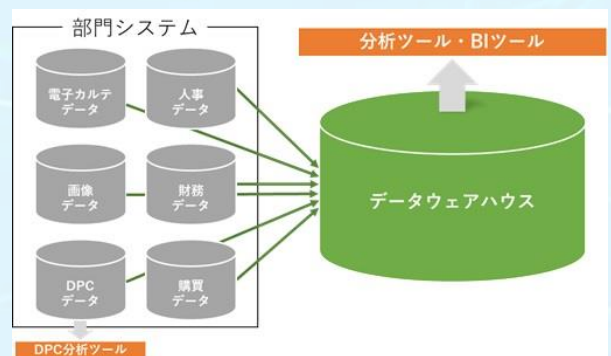 部門システム
分析ツール・BIツール
電子カルテ
データ
人事
データ
画像
データ
財務
データ
データウェアハウス
DPC
データ
購買
データ
DPC分析ツール